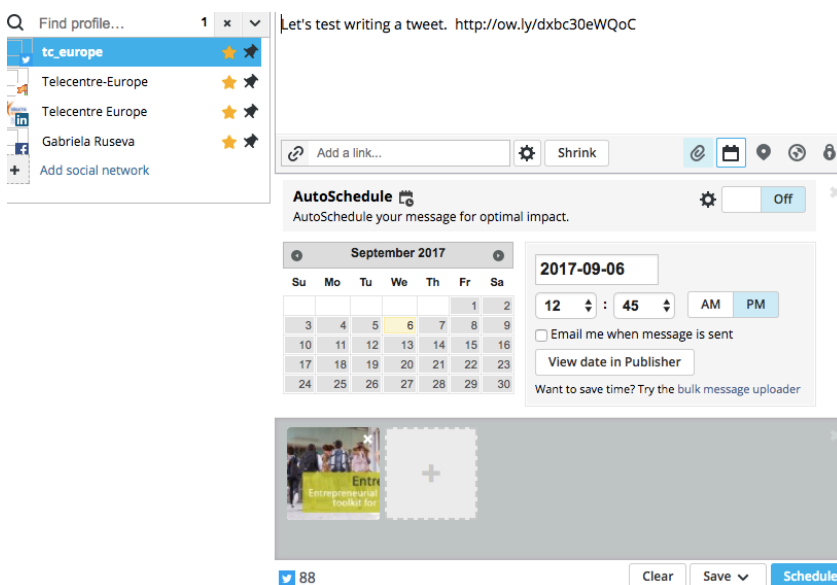 Find profile... 1
tc_europe
Telecentre-Europe
Telecentre Europe
Gabriela Ruseva
Add social network
Let's test writing a tweet. http://ow.ly/dxbc30eWQoC
Add a link...
Shrink
AutoSchedule
AutoSchedule your message for optimal impact.
Off
September 2017
Su Mo Tu We Th Fr Sa
1 2
3 4 5 6 7 8 9
10 11 12 13 14 15 16
17 18 19 20 21 22 23
24 25 26 27 28 29 30
2017-09-06
12 : 45 AM PM
Email me when message is sent
View date in Publisher
Want to save time? Try the bulk message uploader
Entre
Entrepreneurial
toolkit for
88
Clear Save Schedule